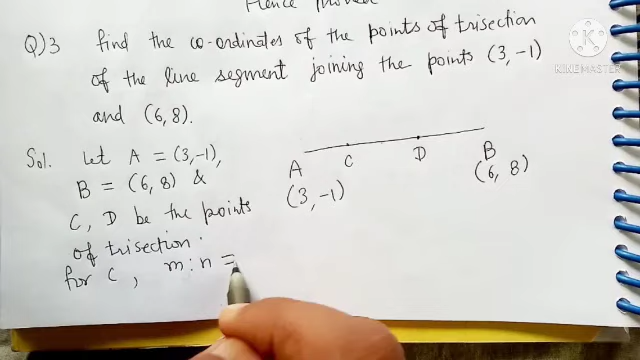 Hence Proved
Q)3 find the co-ordinates of the points of trisection
of the line segment joining the points (3,-1)
and (6,8).
Sol. Let A = (3,-1),
B = (6,8) &
C, D be the points
of trisection.
for C, m:n =
A C D B
(3,-1) (6,8)
KINEMASTER